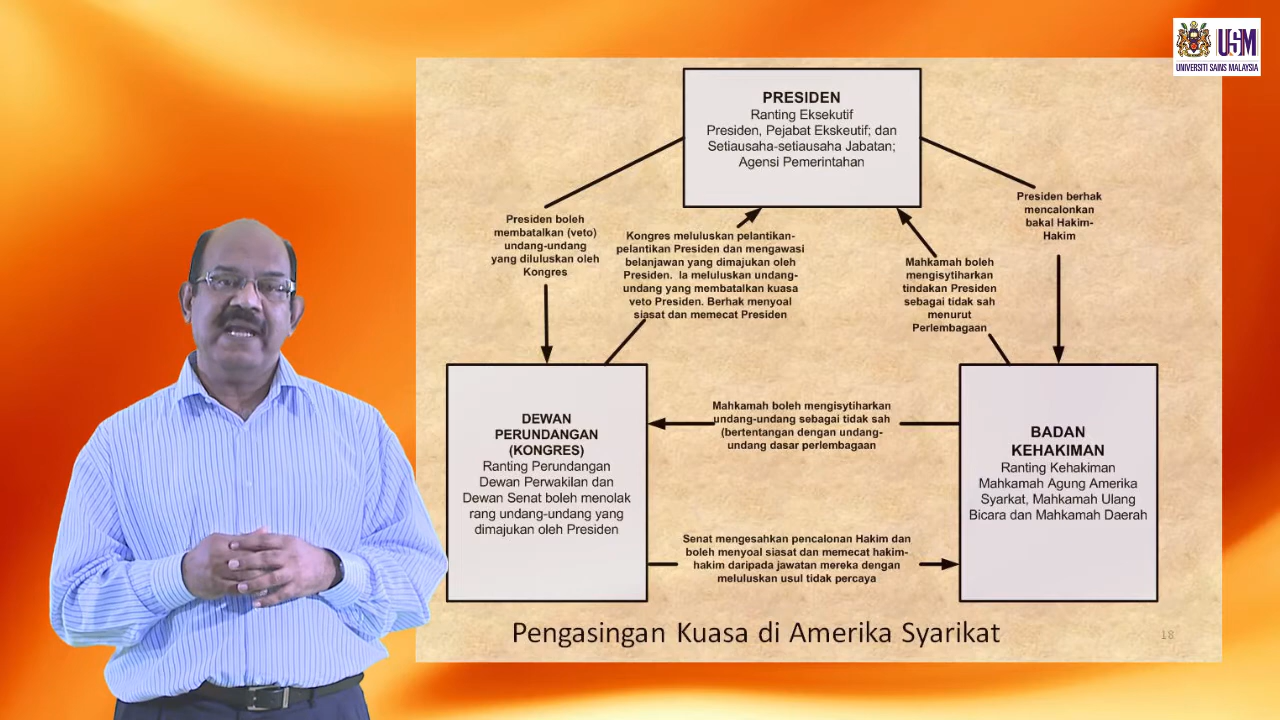 USM
UNIVERSITI SAINS MALAYSIA
PRESIDEN
Ranting Eksekutif
Presiden, Pejabat Ekskeutif; dan
Setiausaha-setiausaha Jabatan;
Agensi Pemerintahan
Presiden boleh
membatalkan (veto)
undang-undang
yang diluluskan oleh
Kongres
Kongres meluluskan pelantikan-
pelantikan Presiden dan mengawasi
belanjawan yang dimajukan oleh
Presiden. Ia meluluskan undang-
undang yang membatalkan kuasa
veto Presiden. Berhak menyoal
siasat dan memecat Presiden
Mahkamah boleh
mengisytiharkan
tindakan Presiden
sebagai tidak sah
menurut
Perlembagaan
Presiden berhak
mencalonkan
bakal Hakim-
Hakim
DEWAN
PERUNDANGAN
(KONGRES)
Ranting Perundangan
Dewan Perwakilan dan
Dewan Senat boleh menolak
rang undang-undang yang
dimajukan oleh Presiden
Mahkamah boleh mengisytiharkan
undang-undang sebagai tidak sah
(bertentangan dengan undang-
undang dasar perlembagaan
BADAN
KEHAKIMAN
Ranting Kehakiman
Mahkamah Agung Amerika
Syarkat, Mahkamah Ulang
Bicara dan Mahkamah Daerah
Senat mengesahkan pencalonan Hakim dan
boleh menyoal siasat dan memecat hakim-
hakim daripada jawatan mereka dengan
meluluskan usul tidak percaya
Pengasingan Kuasa di Amerika Syarikat
18